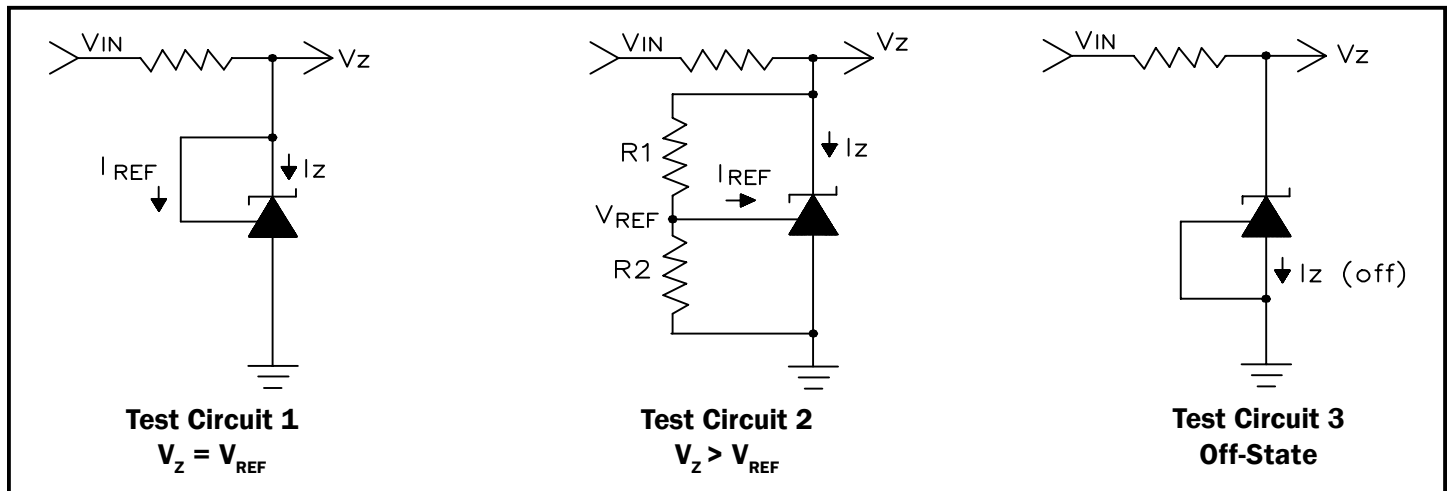 VIN
Vz
I REF
Iz
Test Circuit 1
VZ = VREF
VIN
Vz
R1
Iz
IREF
VREF
R2
Test Circuit 2
VZ > VREF
VIN
Vz
Iz (off)
Test Circuit 3
Off-State